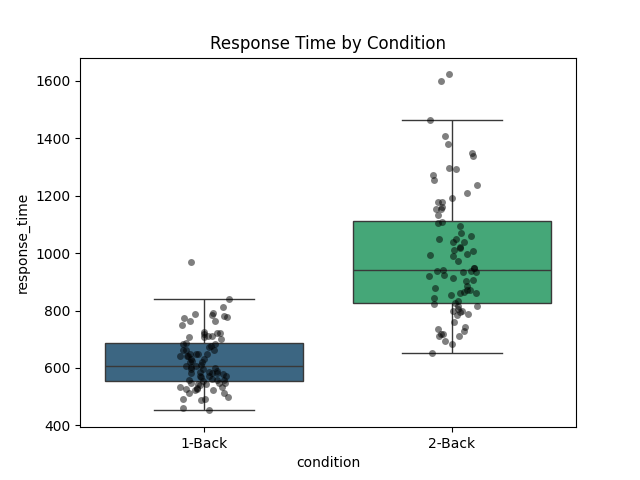 Response Time by Condition
response_time
1600
1400
1200
1000
800
600
400
1-Back
2-Back
condition